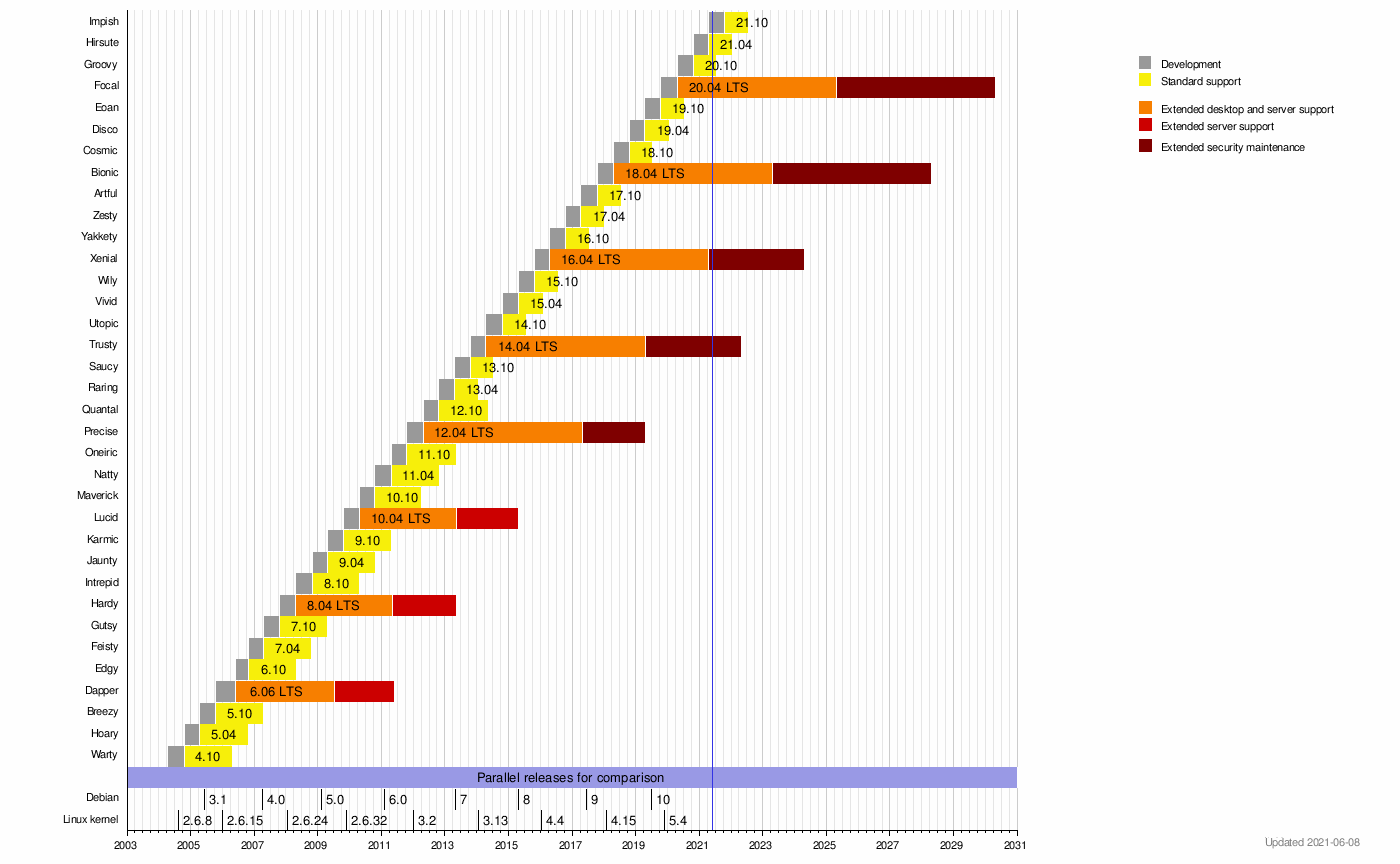 Impish 21.10
Hirsute 21.04
Groovy 20.10
Focal 20.04 LTS
Eoan 19.10
Disco 19.04
Cosmic 18.10
Bionic 18.04 LTS
Artful 17.10
Zesty 17.04
Yakkety 16.10
Xenial 16.04 LTS
Wily 15.10
Vivid 15.04
Utopic 14.10
Trusty 14.04 LTS
Saucy 13.10
Raring 13.04
Quantal 12.10
Precise 12.04 LTS
Oneiric 11.10
Natty 11.04
Maverick 10.10
Lucid 10.04 LTS
Karmic 9.10
Jaunty 9.04
Intrepid 8.10
Hardy 8.04 LTS
Gutsy 7.10
Feisty 7.04
Edgy 6.10
Dapper 6.06 LTS
Breezy 5.10
Hoary 5.04
Warty 4.10
Parallel releases for comparison
Debian 3.1 4.0 5.0 6.0 7 8 9 10
Linux kernel 2.6.8 2.6.15 2.6.24 2.6.32 3.2 3.13 4.4 4.15 5.4
2003 2005 2007 2009 2011 2013 2015 2017 2019 2021 2023 2025 2027 2029 2031
Development
Standard support
Extended desktop and server support
Extended server support
Extended security maintenance
Updated 2021-06-08